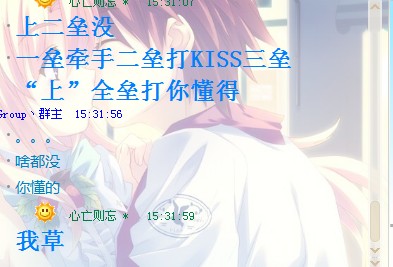 心亡则忘 * 15:31:07
上二垒没
一垒牵手二垒打KISS三垒
“上”全垒打你懂得
Group丶群主 15:31:56
。。。
啥都没
你懂的
心亡则忘 * 15:31:59
我草